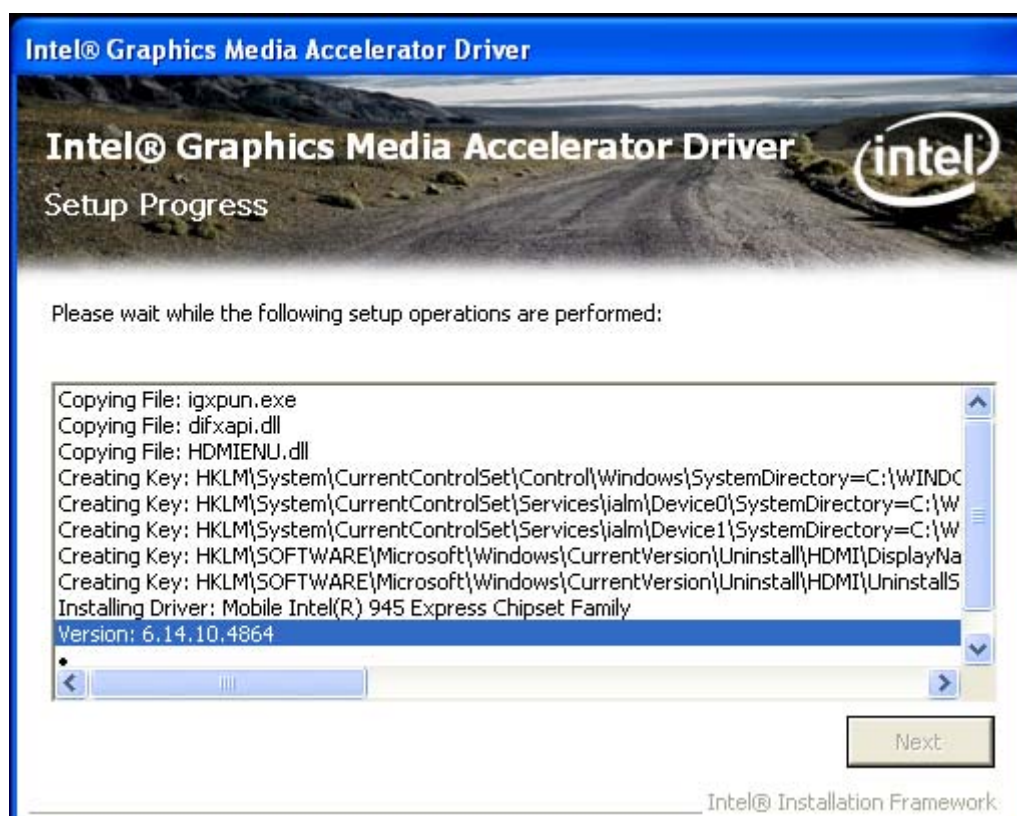 Intel® Graphics Media Accelerator Driver
Intel® Graphics Media Accelerator Driver
intel
Setup Progress
Please wait while the following setup operations are performed:
Copying File: igxpun.exe
Copying File: difxapi.dll
Copying File: HDMIENU.dll
Creating Key: HKLM\System\CurrentControlSet\Control\Windows\SystemDirectory=C:\WINDO
Creating Key: HKLM\System\CurrentControlSet\Services\ialm\Device0\SystemDirectory=C:\W
Creating Key: HKLM\System\CurrentControlSet\Services\ialm\Device1\SystemDirectory=C:\W
Creating Key: HKLM\SOFTWARE\Microsoft\Windows\CurrentVersion\Uninstall\HDMI\DisplayNa
Creating Key: HKLM\SOFTWARE\Microsoft\Windows\CurrentVersion\Uninstall\HDMI\UninstallS
Installing Driver: Mobile Intel(R) 945 Express Chipset Family
Version: 6.14.10.4864
Next
Intel® Installation Framework